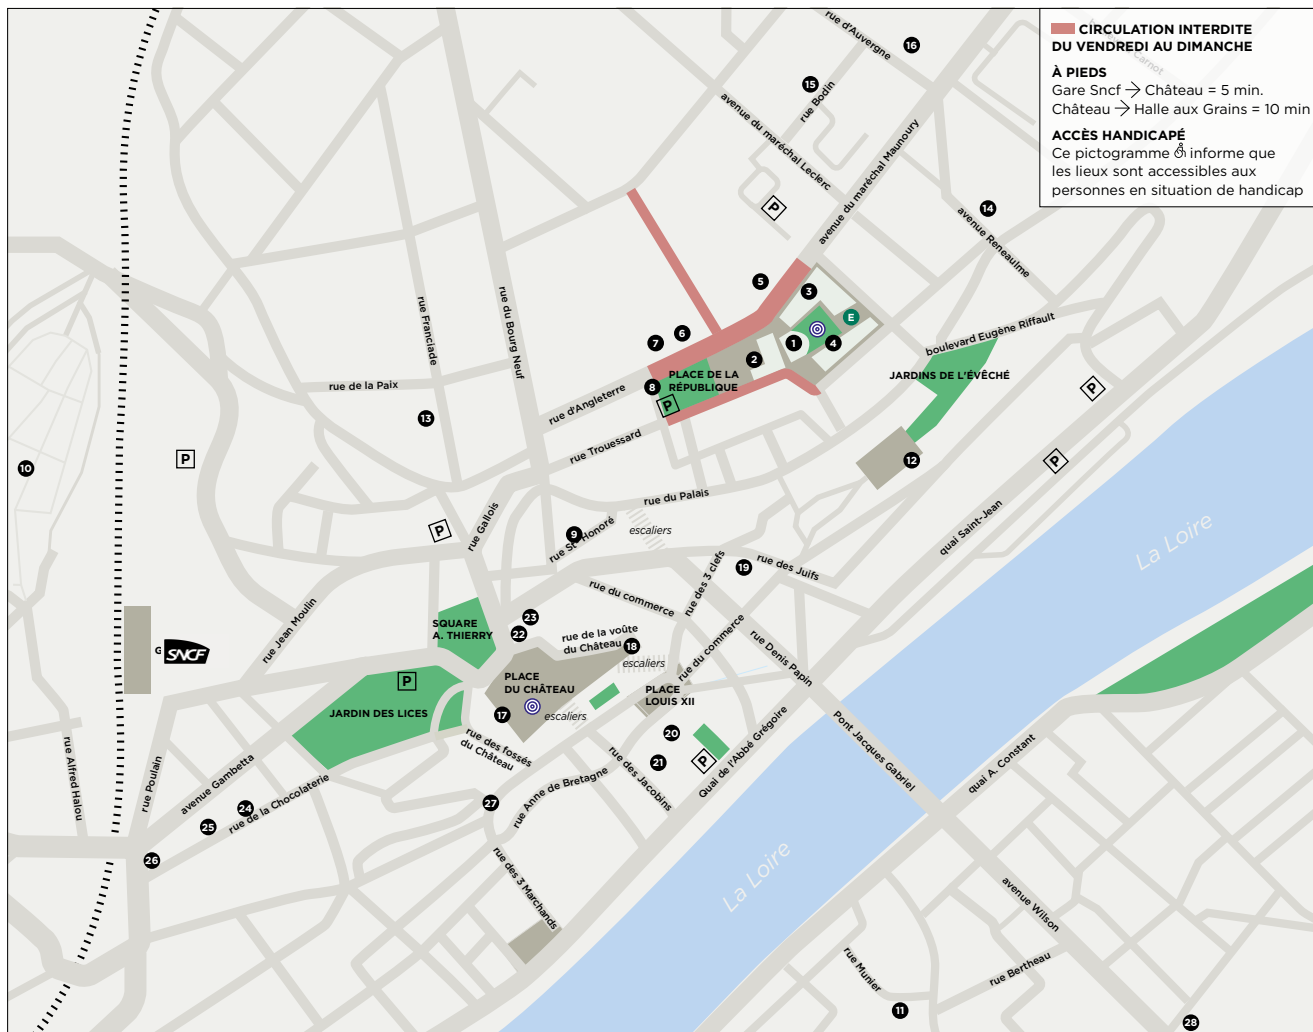 CIRCULATION INTERDITE
DU VENDREDI AU DIMANCHE
À PIEDS
Gare Sncf → Château = 5 min.
Château → Halle aux Grains = 10 min
ACCÈS HANDICAPÉ
Ce pictogramme informe que
les lieux sont accessibles aux
personnes en situation de handicap
Carnot
rue d'Auvergne
16
15
rue Bodin
avenue du maréchal Leclerc
avenue du maréchal Maunoury
P
14
avenue Reneaulme
5
3
E
1
4
2
6
7
8
PLACE DE LA
RÉPUBLIQUE
P
boulevard Eugène Riffault
JARDINS DE L'ÉVÊCHÉ
P
P
12
rue Franciade
rue du Bourg Neuf
rue de la Paix
13
rue d'Angleterre
rue Trouessard
10
P
P
rue Gallois
rue du Palais
9
rue St Honoré
escaliers
quai Saint-Jean
La Loire
rue des 3 clefs
19
rue des Juifs
rue du commerce
rue Jean Moulin
SQUARE
A. THIERRY
23
22
rue de la voûte
du Château
18
escaliers
rue du commerce
rue Denis Papin
G
SNCF
P
PLACE
DU CHÂTEAU
17
escaliers
PLACE
LOUIS XII
JARDIN DES LICES
rue des fossés
du Château
20
21
P
rue des Jacobins
Quai de l'Abbé Grégoire
Pont Jacques Gabriel
quai A. Constant
rue Alfred Halou
rue Poulain
avenue Gambetta
24
25
rue de la Chocolaterie
26
27
rue Anne de Bretagne
rue des 3 Marchands
La Loire
avenue Wilson
rue Munier
rue Bertheau
11
28